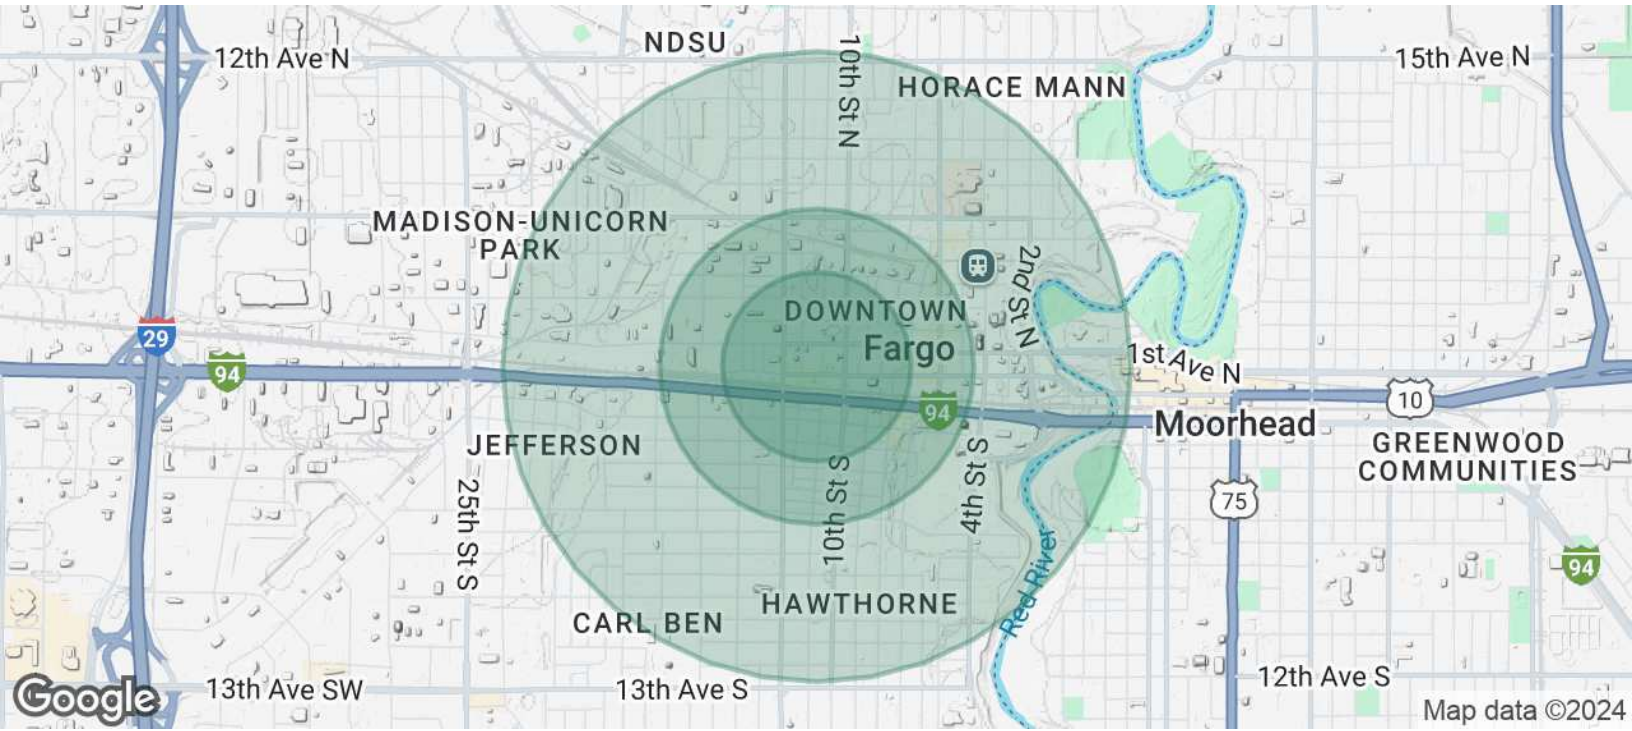 NDSU
12th Ave N
10th St N
15th Ave N
HORACE MANN
MADISON-UNICORN
PARK
2nd St N
DOWNTOWN
Fargo
29
94
1st Ave N
10
94
Moorhead
JEFFERSON
GREENWOOD
COMMUNITIES
25th St S
10th St S
4th St S
75
Red River
94
HAWTHORNE
CARL BEN
13th Ave SW
13th Ave S
12th Ave S
Google
Map data ©2024